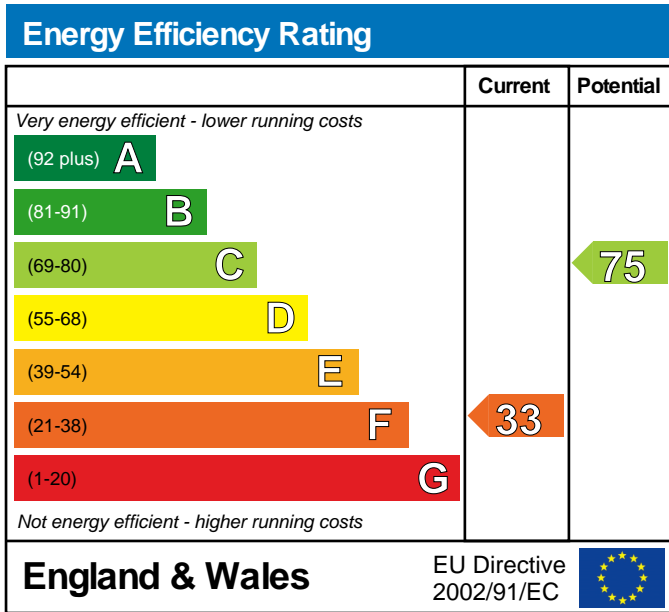 Energy Efficiency Rating
Current Potential
Very energy efficient - lower running costs
(92 plus) A
(81-91) B
(69-80) C
75
(55-68) D
(39-54) E
(21-38) F
33
(1-20) G
Not energy efficient - higher running costs
England & Wales
EU Directive
2002/91/EC